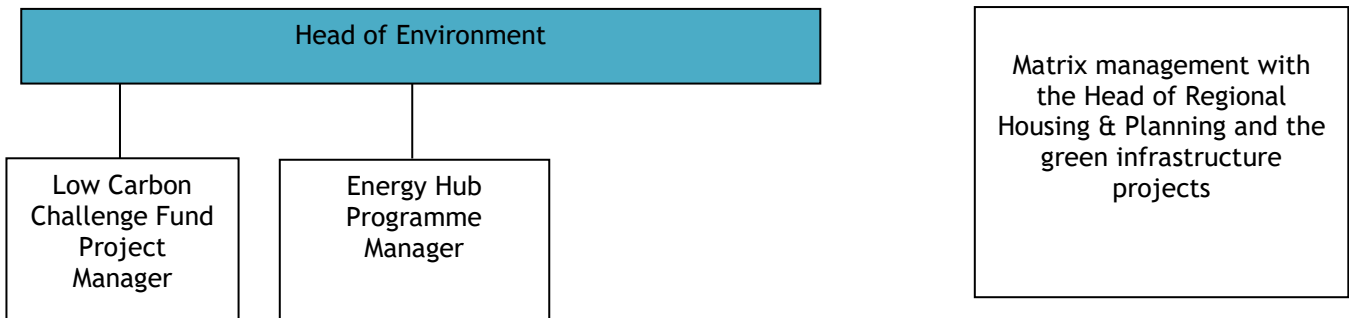 Head of Environment
Low Carbon
Challenge Fund
Project
Manager
Energy Hub
Programme
Manager
Matrix management with
the Head of Regional
Housing & Planning and the
green infrastructure
projects